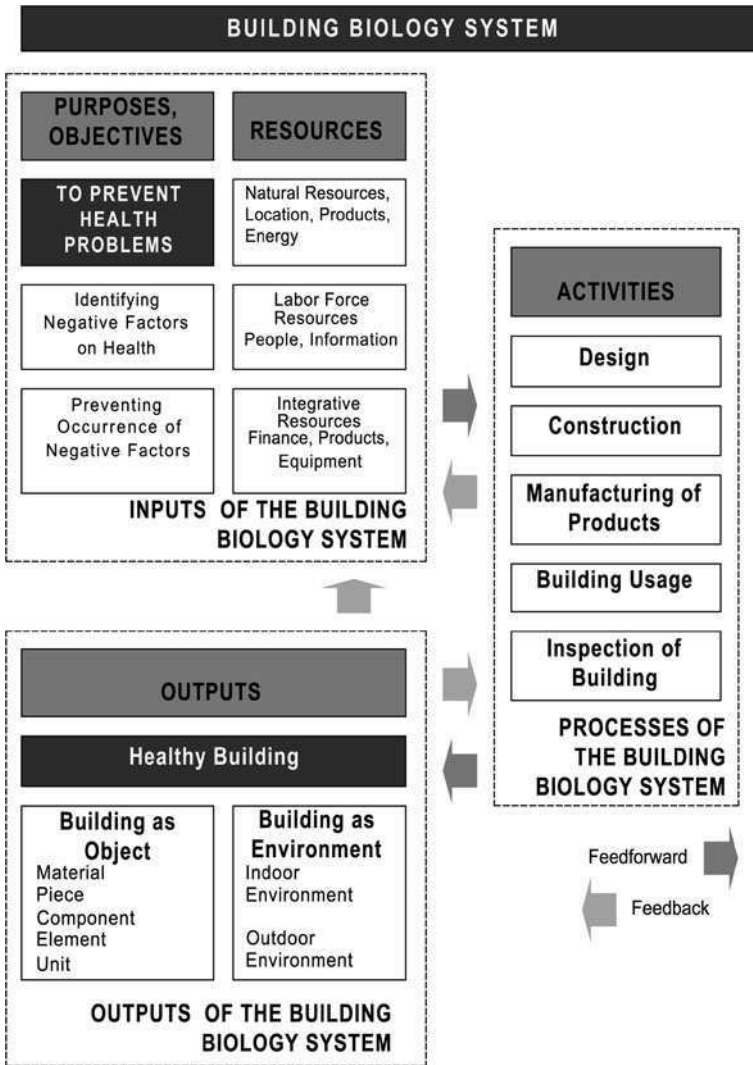 BUILDING BIOLOGY SYSTEM
PURPOSES,
OBJECTIVES
TO PREVENT
HEALTH
PROBLEMS
Identifying
Negative Factors
on Health
Preventing
Occurrence of
Negative Factors
RESOURCES
Natural Resources,
Location, Products,
Energy
Labor Force
Resources
People, Information
Integrative
Resources
Finance, Products,
Equipment
INPUTS OF THE BUILDING
BIOLOGY SYSTEM
ACTIVITIES
Design
Construction
Manufacturing of
Products
Building Usage
Inspection of
Building
PROCESSES OF
THE BUILDING
BIOLOGY SYSTEM
OUTPUTS
Healthy Building
Building as
Object
Material
Piece
Component
Element
Unit
Building as
Environment
Indoor
Environment
Outdoor
Environment
OUTPUTS OF THE BUILDING
BIOLOGY SYSTEM
Feedforward
Feedback